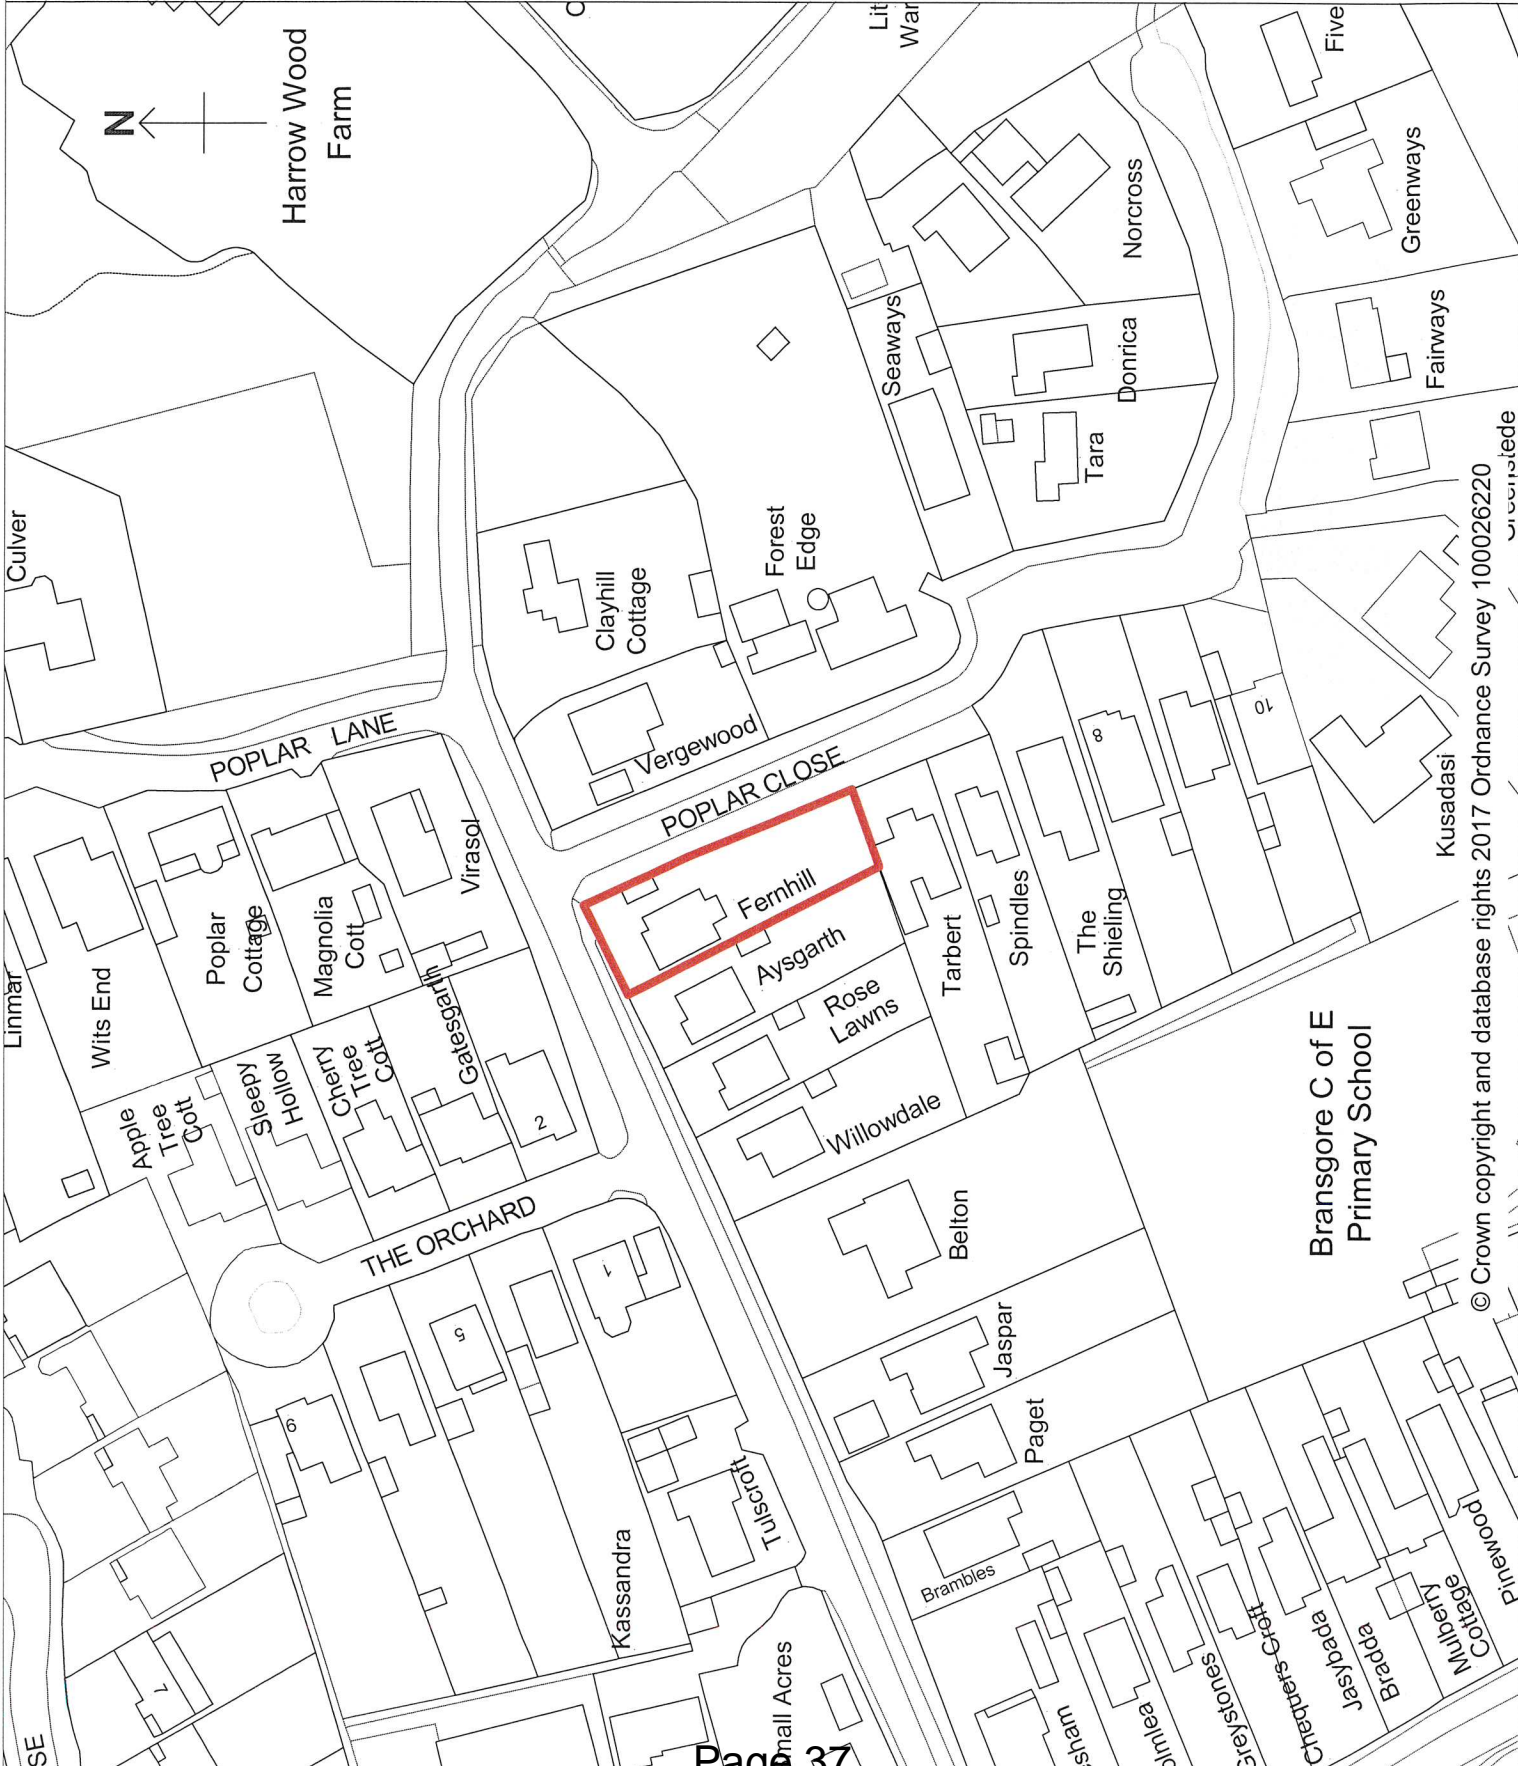 N
Harrow Wood
Farm
Culver
POPLAR LANE
Clayhill
Cottage
Vergewood
Forest
Edge
Seaways
Norcross
Donrica
Tara
Five
Greenways
Fairways
POPLAR CLOSE
Fernhill
Aysgarth
Rose
Lawns
Willowdale
Tarbert
Spindles
The
Shieling
8
10
Kusadasi
Linmar
Wits End
Poplar
Cottage
Magnolia
Cott
Virasol
Apple
Tree
Cott
Sleepy
Hollow
Cherry
Tree
Cott
Gatesgarth
2
THE ORCHARD
1
5
9
7
Belton
Jaspar
Paget
Brambles
Tulscroft
Kassandra
Greystones
Chequers Croft
Jasybada
Bradda
Mulberry
Cottage
Pinewood
Bransgore C of E
Primary School
© Crown copyright and database rights 2017 Ordnance Survey 100026220
Page 37